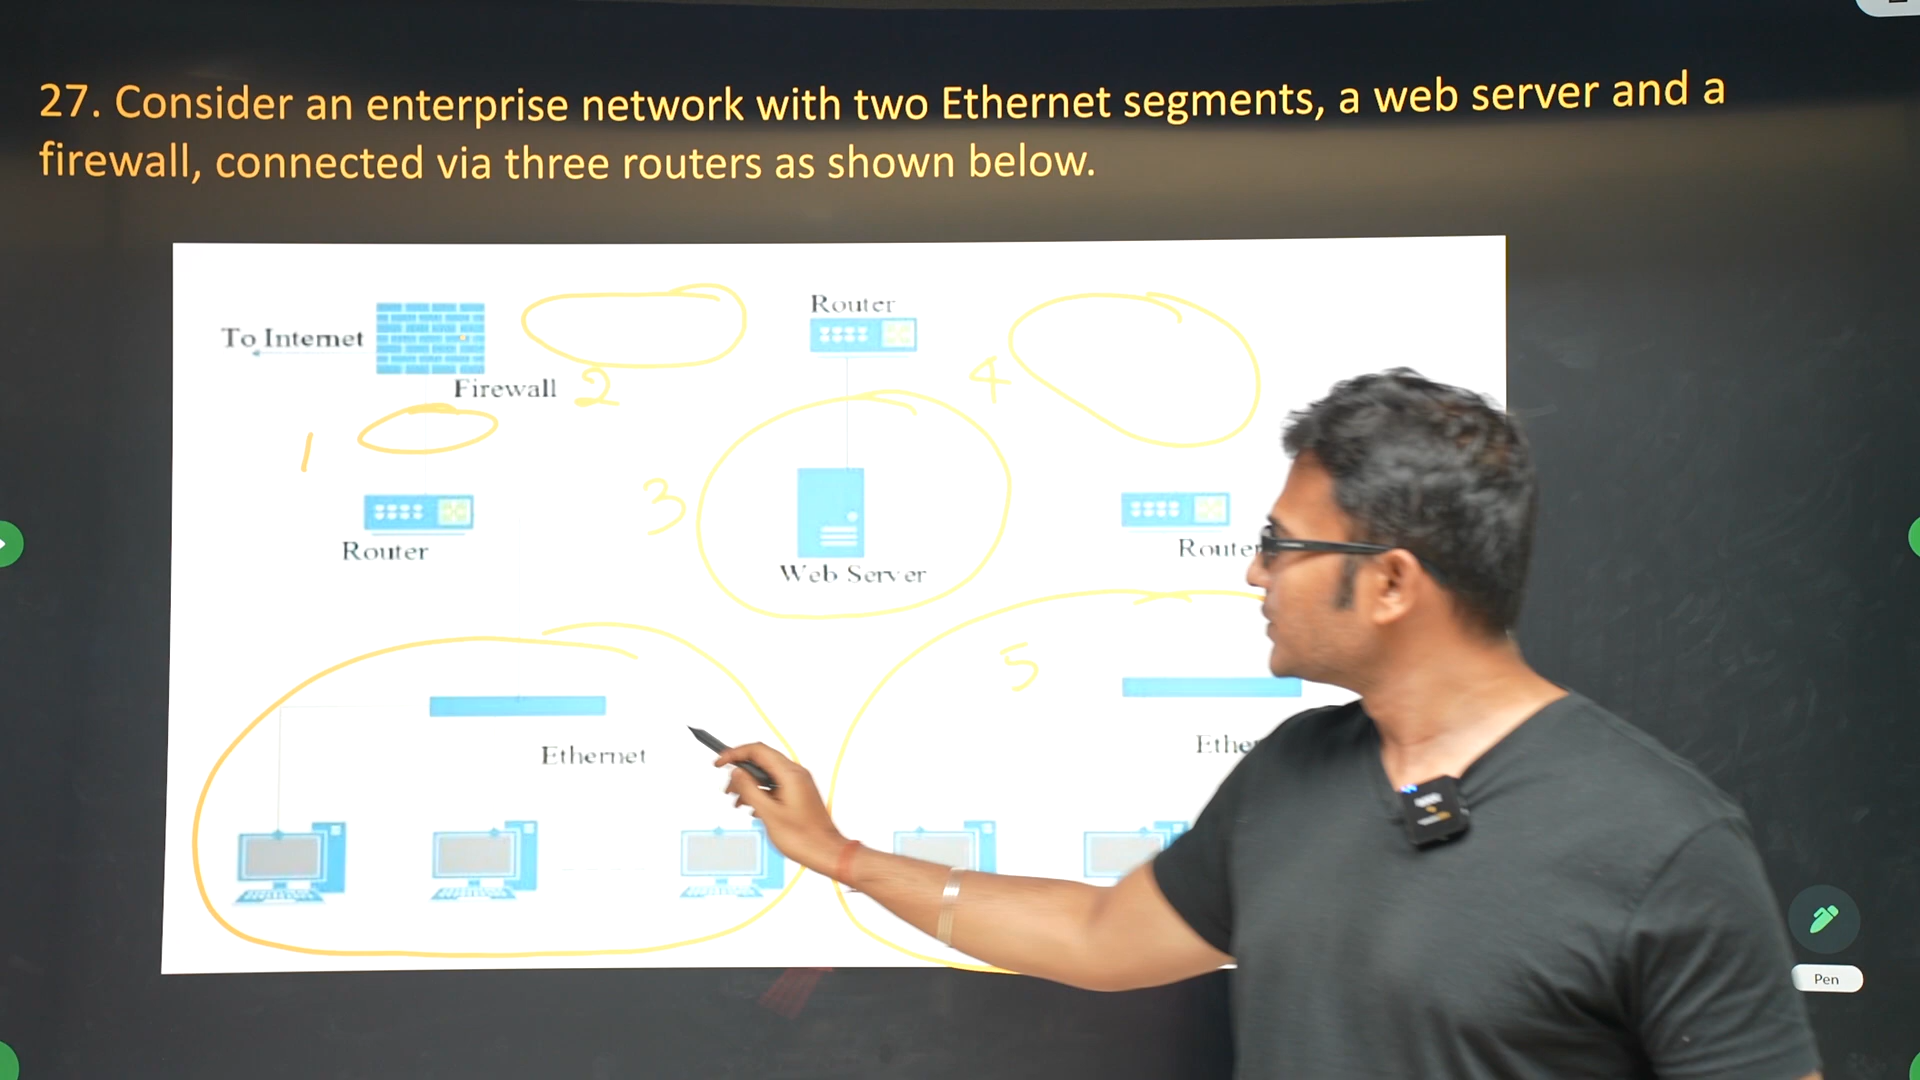 27. Consider an enterprise network with two Ethernet segments, a web server and a
firewall, connected via three routers as shown below.
Router
To Internet
Firewall
2
4
1
3
Router
Router
Web Server
5
Ethernet
Pen